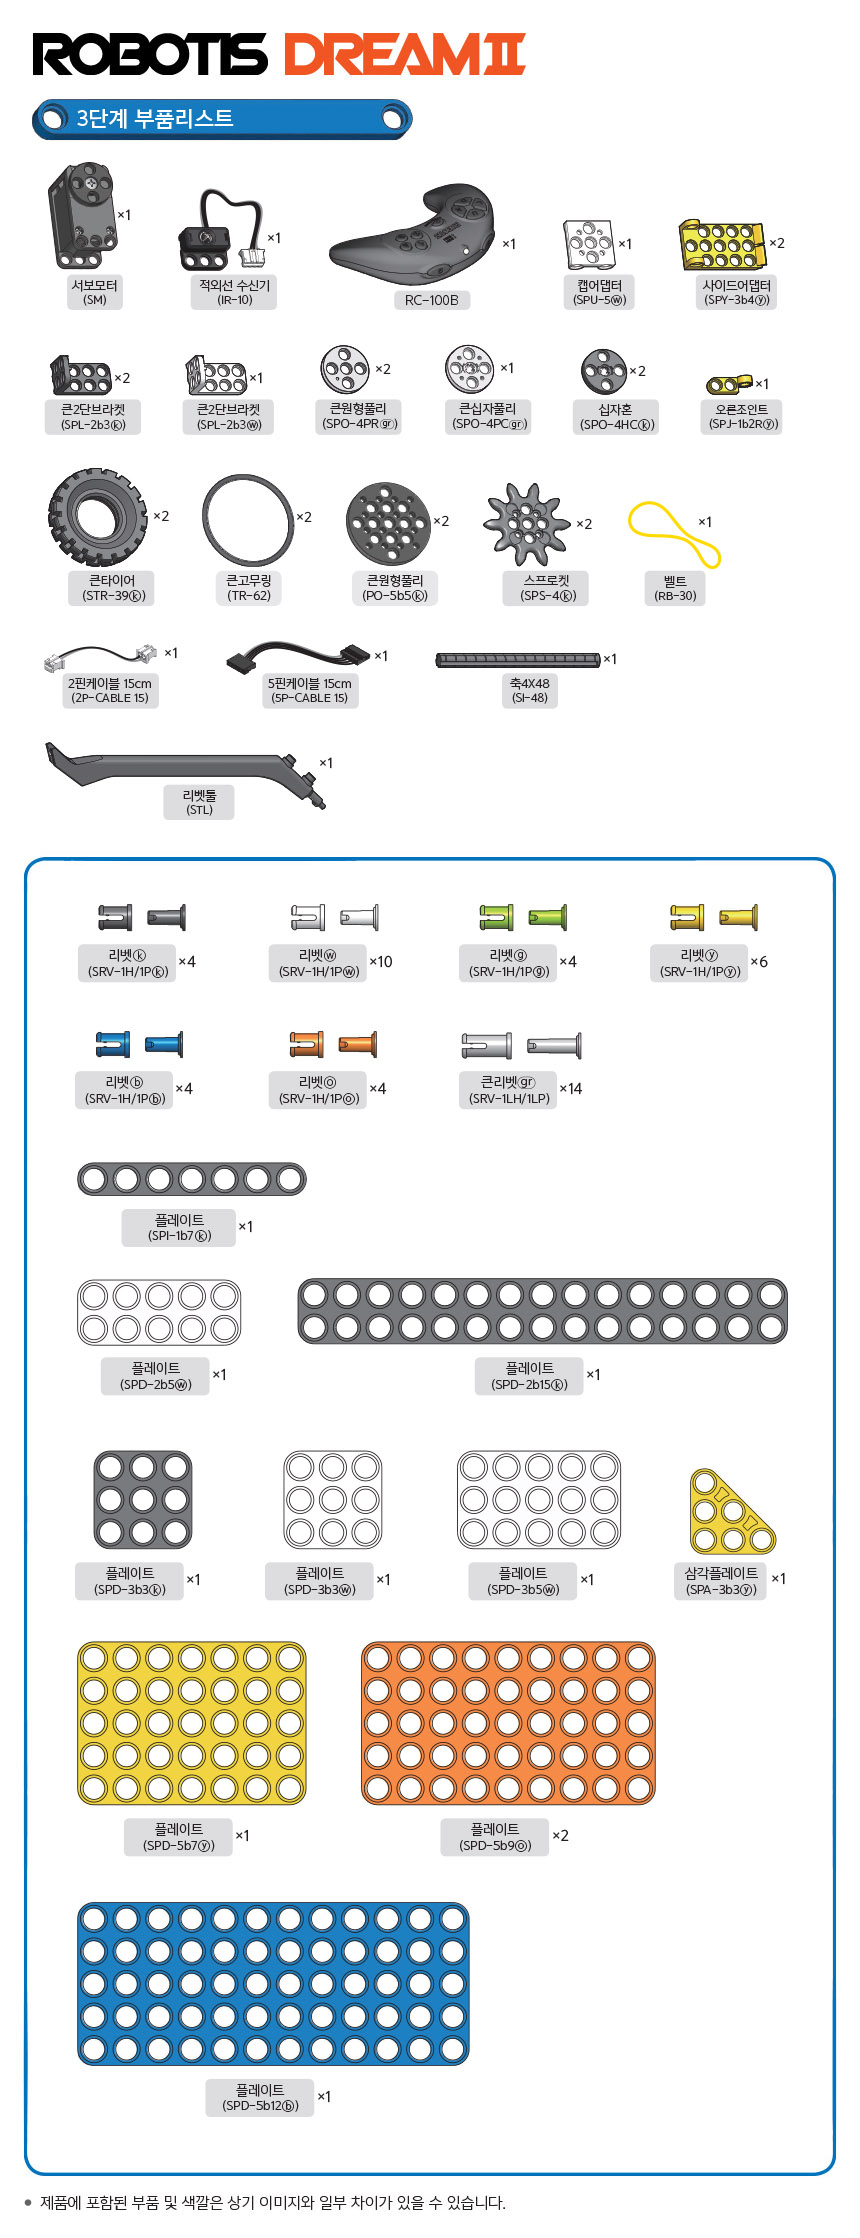 ROBOTIS DREAMⅡ
3단계 부품리스트
×1
×1
×1
×1
×2
서보모터
(SM)
적외선 수신기
(IR-10)
RC-100B
캡어댑터
(SPU-5ⓦ)
사이드어댑터
(SPY-3b4ⓨ)
×2
×1
×2
×1
×2
×1
큰2단브라켓
(SPL-2b3ⓚ)
큰2단브라켓
(SPL-2b3ⓦ)
큰원형풀리
(SPO-4PRgr)
큰십자풀리
(SPO-4PCgr)
십자혼
(SPO-4HCⓚ)
오른조인트
(SPJ-1b2Rⓨ)
×2
×2
×2
×2
×1
큰타이어
(STR-39ⓚ)
큰고무링
(TR-62)
큰원형풀리
(PO-5b5ⓚ)
스프로켓
(SPS-4ⓚ)
벨트
(RB-30)
×1
×1
×1
2핀케이블 15cm
(2P-CABLE 15)
5핀케이블 15cm
(5P-CABLE 15)
축4X48
(SI-48)
×1
리벳툴
(STL)
리벳ⓚ
(SRV-1H/1Pⓚ)
×4
리벳ⓦ
(SRV-1H/1Pⓦ)
×10
리벳ⓖ
(SRV-1H/1Pⓖ)
×4
리벳ⓨ
(SRV-1H/1Pⓨ)
×6
리벳ⓑ
(SRV-1H/1Pⓑ)
×4
리벳ⓞ
(SRV-1H/1Pⓞ)
×4
큰리벳gr
(SRV-1LH/1LP)
×14
플레이트
(SPI-1b7ⓚ)
×1
플레이트
(SPD-2b5ⓦ)
×1
플레이트
(SPD-2b15ⓚ)
×1
플레이트
(SPD-3b3ⓚ)
×1
플레이트
(SPD-3b3ⓦ)
×1
플레이트
(SPD-3b5ⓦ)
×1
삼각플레이트
(SPA-3b3ⓨ)
×1
플레이트
(SPD-5b7ⓨ)
×1
플레이트
(SPD-5b9ⓞ)
×2
플레이트
(SPD-5b12ⓑ)
×1
● 제품에 포함된 부품 및 색깔은 상기 이미지와 일부 차이가 있을 수 있습니다.